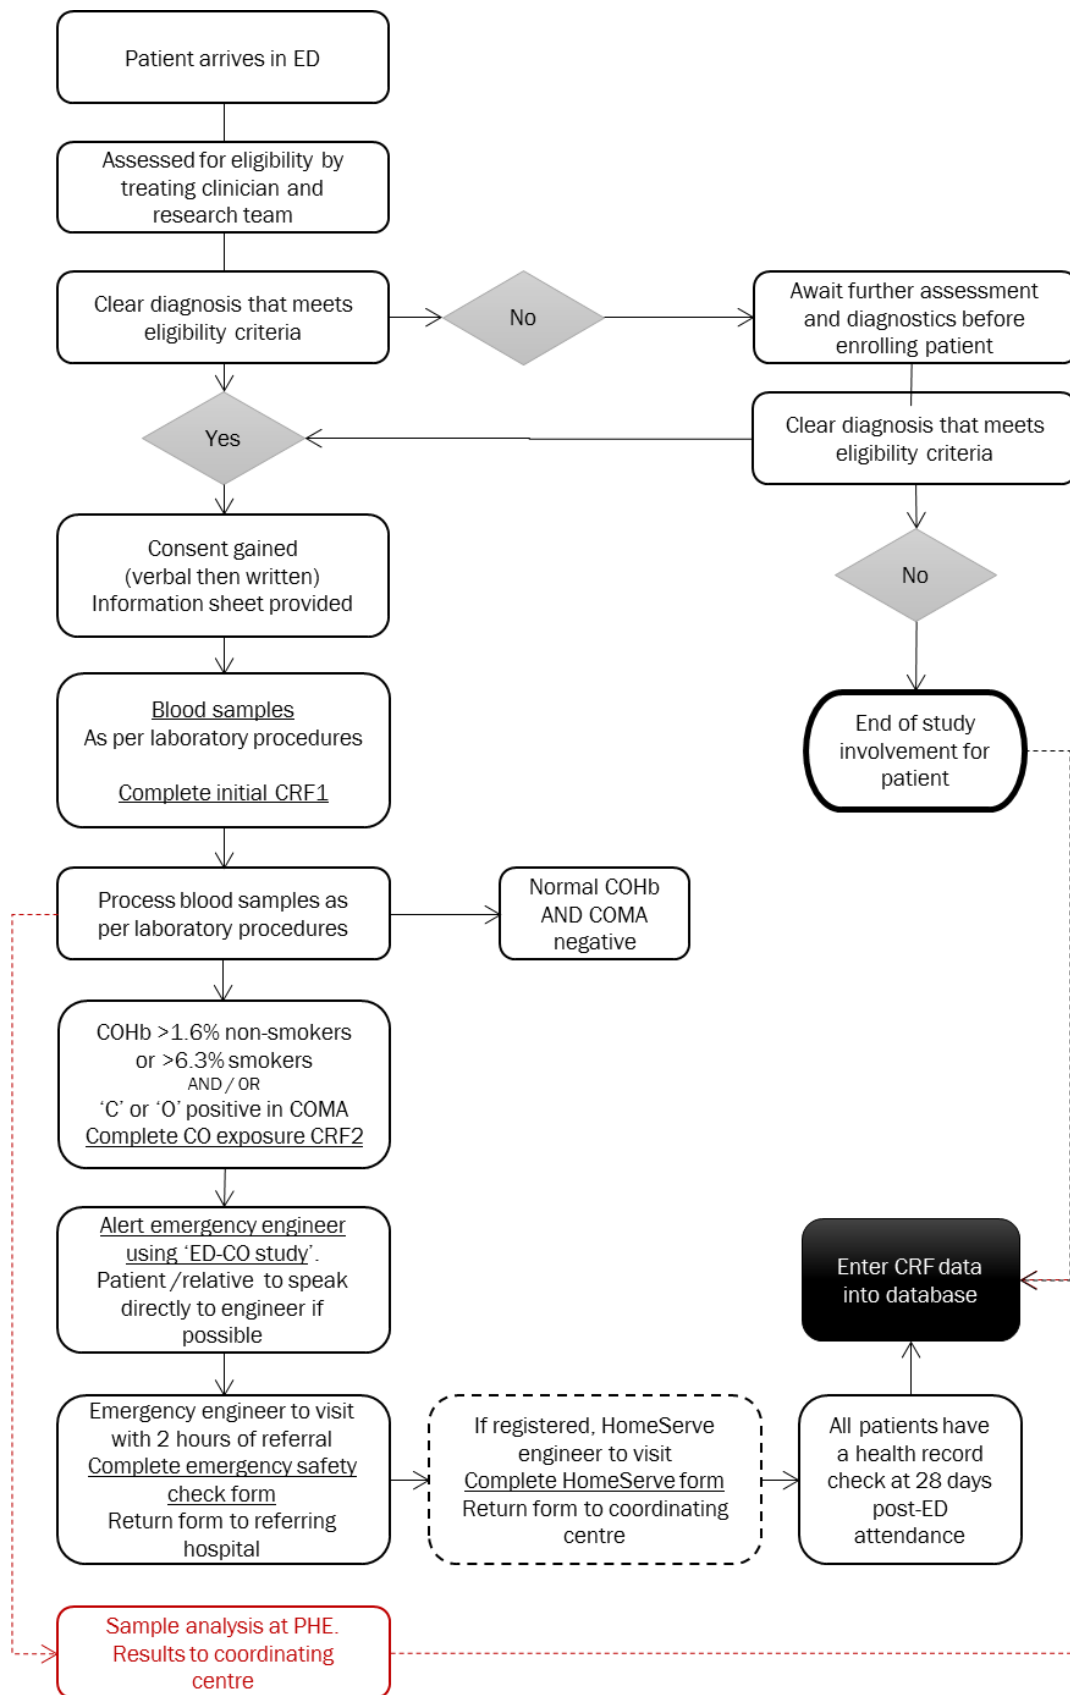 Patient arrives in ED
Assessed for eligibility by
treating clinician and
research team
Clear diagnosis that meets
eligibility criteria
No
Await further assessment
and diagnostics before
enrolling patient
Yes
Clear diagnosis that meets
eligibility criteria
No
Consent gained
(verbal then written)
Information sheet provided
End of study
involvement for
patient
Blood samples
As per laboratory procedures
Complete initial CRF1
Process blood samples as
per laboratory procedures
Normal COHb
AND COMA
negative
COHb >1.6% non-smokers
or >6.3% smokers
AND / OR
‘C’ or ‘O’ positive in COMA
Complete CO exposure CRF2
Alert emergency engineer
using ‘ED-CO study’.
Patient /relative to speak
directly to engineer if
possible
Enter CRF data
into database
Emergency engineer to visit
with 2 hours of referral
Complete emergency safety
check form
Return form to referring
hospital
If registered, HomeServe
engineer to visit
Complete HomeServe form
Return form to coordinating
centre
All patients have
a health record
check at 28 days
post-ED
attendance
Sample analysis at PHE.
Results to coordinating
centre